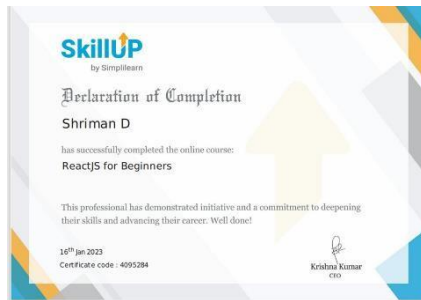 SkillUP
by Simplilearn
Declaration of Completion
Shriman D
has successfully completed the online course:
ReactJS for Beginners
This professional has demonstrated initiative and a commitment to deepening
their skills and advancing their career. Well done!
16th Jan 2023
Certificate code : 4095284
Krishna Kumar
CEO